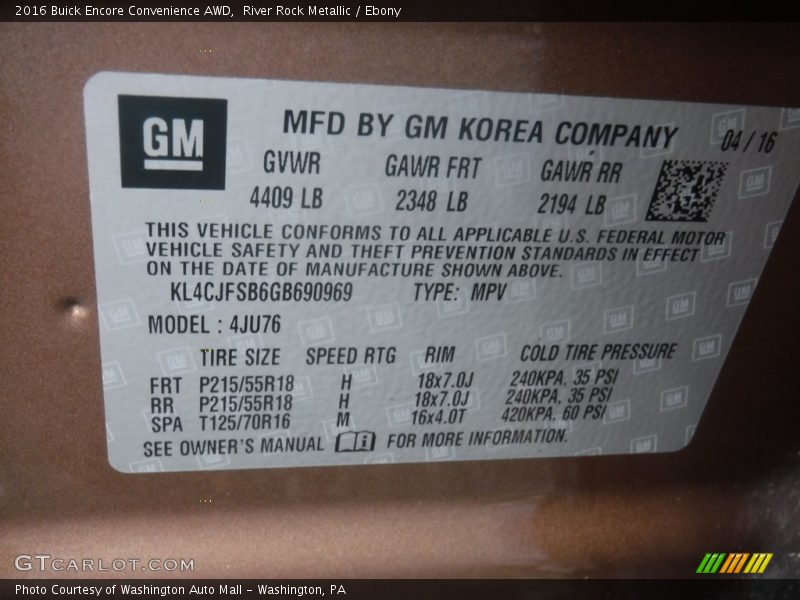 2016 Buick Encore Convenience AWD, River Rock Metallic / Ebony
GM
MFD BY GM KOREA COMPANY 04 / 16
GVWR GAWR FRT GAWR RR
4409 LB 2348 LB 2194 LB
THIS VEHICLE CONFORMS TO ALL APPLICABLE U.S. FEDERAL MOTOR
VEHICLE SAFETY AND THEFT PREVENTION STANDARDS IN EFFECT
ON THE DATE OF MANUFACTURE SHOWN ABOVE.
KL4CJFSB6GB690969 TYPE: MPV
MODEL : 4JU76
TIRE SIZE SPEED RTG RIM COLD TIRE PRESSURE
FRT P215/55R18 H 18x7.0J 240KPA, 35 PSI
RR P215/55R18 H 18x7.0J 240KPA, 35 PSI
SPA T125/70R16 M 16x4.0T 420KPA, 60 PSI
SEE OWNER'S MANUAL FOR MORE INFORMATION.
GTCARLOT.COM
Photo Courtesy of Washington Auto Mall - Washington, PA